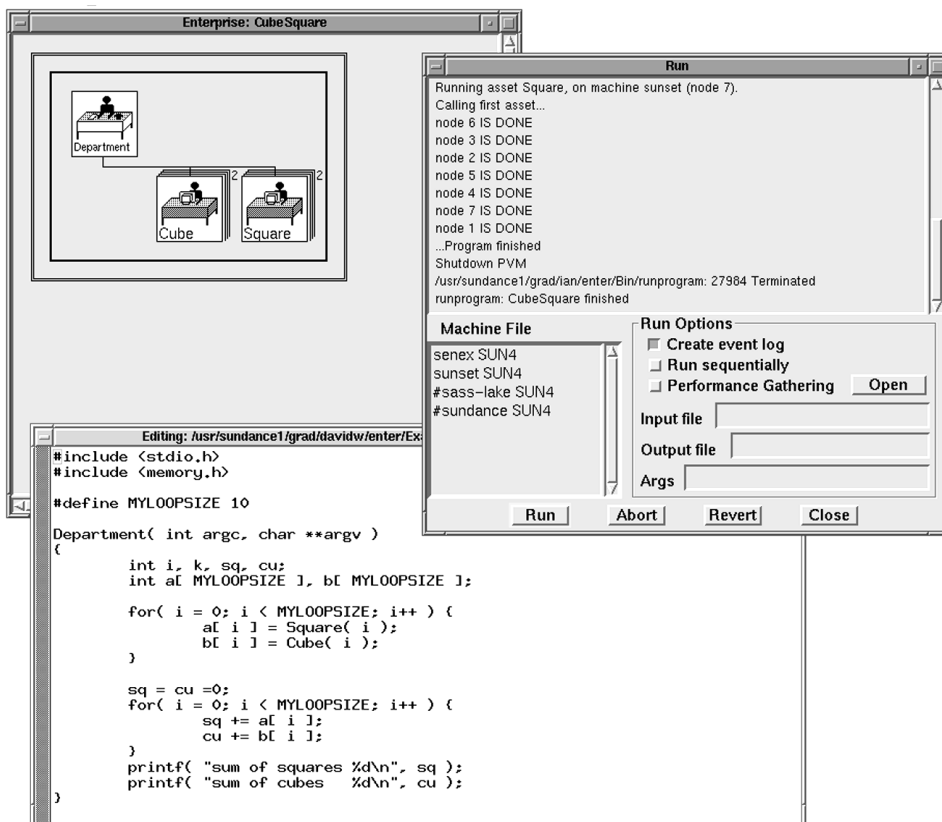 Enterprise: CubeSquare
Department
2
2
Cube
Square
Run
Running asset Square, on machine sunset (node 7).
Calling first asset...
node 6 IS DONE
node 3 IS DONE
node 2 IS DONE
node 5 IS DONE
node 4 IS DONE
node 7 IS DONE
node 1 IS DONE
...Program finished
Shutdown PVM
/usr/sundance1/grad/ian/enter/Bin/runprogram: 27984 Terminated
runprogram: CubeSquare finished
Machine File
senex SUN4
sunset SUN4
#sass-lake SUN4
#sundance SUN4
Run Options
Create event log
Run sequentially
Performance Gathering
Open
Input file
Output file
Args
Run Abort Revert Close
Editing: /usr/sundance1/grad/davidw/enter/Exa
#include <stdio.h>
#include <memory.h>
#define MYLOOPSIZE 10
Department( int argc, char **argv )
{
int i, k, sq, cu;
int a[ MYLOOPSIZE ], b[ MYLOOPSIZE ];
for( i = 0; i < MYLOOPSIZE; i++ ) {
a[ i ] = Square( i );
b[ i ] = Cube( i );
}
sq = cu =0;
for( i = 0; i < MYLOOPSIZE; i++ ) {
sq += a[ i ];
cu += b[ i ];
}
printf( "sum of squares %d\n", sq );
printf( "sum of cubes   %d\n", cu );
}